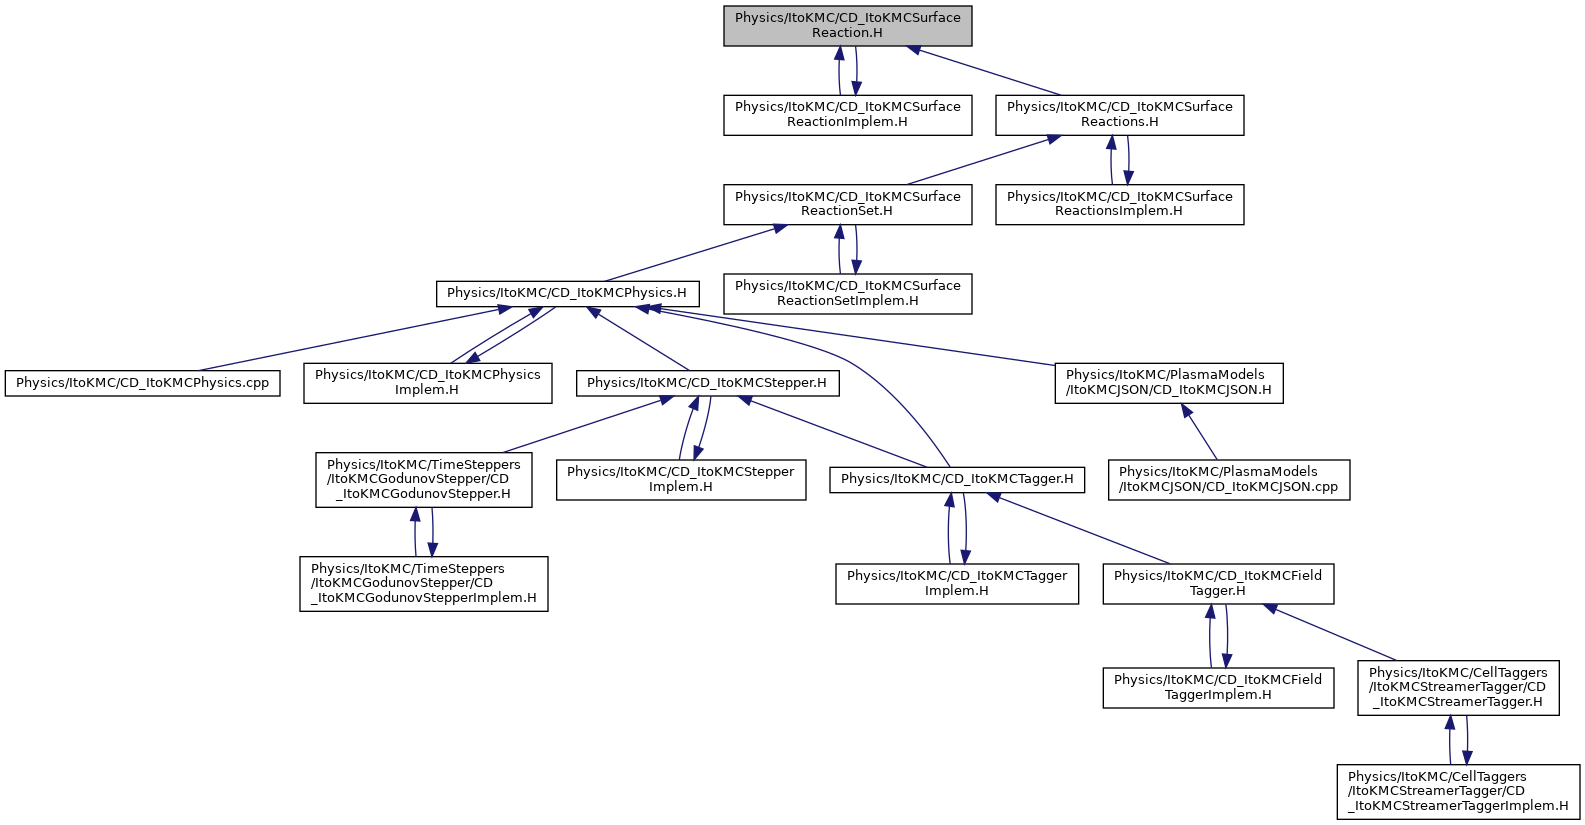 Physics/ItoKMC/CD_ItoKMCSurface
Reaction.H
Physics/ItoKMC/CD_ItoKMCSurface
ReactionImplem.H
Physics/ItoKMC/CD_ItoKMCSurface
Reactions.H
Physics/ItoKMC/CD_ItoKMCSurface
ReactionSet.H
Physics/ItoKMC/CD_ItoKMCSurface
ReactionsImplem.H
Physics/ItoKMC/CD_ItoKMCPhysics.H
Physics/ItoKMC/CD_ItoKMCSurface
ReactionSetImplem.H
Physics/ItoKMC/CD_ItoKMCPhysics.cpp
Physics/ItoKMC/CD_ItoKMCPhysics
Implem.H
Physics/ItoKMC/CD_ItoKMCStepper.H
Physics/ItoKMC/PlasmaModels
/ItoKMCJSON/CD_ItoKMCJSON.H
Physics/ItoKMC/TimeSteppers
/ItoKMCGodunovStepper/CD
_ItoKMCGodunovStepper.H
Physics/ItoKMC/CD_ItoKMCStepper
Implem.H
Physics/ItoKMC/CD_ItoKMCTagger.H
Physics/ItoKMC/PlasmaModels
/ItoKMCJSON/CD_ItoKMCJSON.cpp
Physics/ItoKMC/TimeSteppers
/ItoKMCGodunovStepper/CD
_ItoKMCGodunovStepperImplem.H
Physics/ItoKMC/CD_ItoKMCTagger
Implem.H
Physics/ItoKMC/CD_ItoKMCField
Tagger.H
Physics/ItoKMC/CD_ItoKMCField
TaggerImplem.H
Physics/ItoKMC/CellTaggers
/ItoKMCStreamerTagger/CD
_ItoKMCStreamerTagger.H
Physics/ItoKMC/CellTaggers
/ItoKMCStreamerTagger/CD
_ItoKMCStreamerTaggerImplem.H